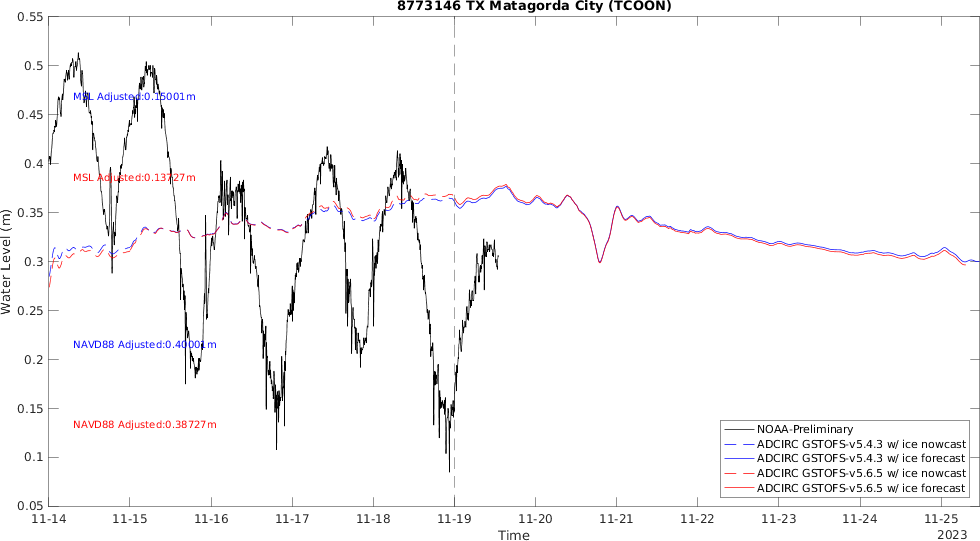 8773146 TX Matagorda City (TCOON)
0.55
0.5
0.45
0.4
0.35
0.3
0.25
0.2
0.15
0.1
0.05
Water Level (m)
MSL Adjusted:0.15001m
MSL Adjusted:0.13727m
NAVD88 Adjusted:0.40001m
NAVD88 Adjusted:0.38727m
NOAA-Preliminary
ADCIRC GSTOFS-v5.4.3 w/ ice nowcast
ADCIRC GSTOFS-v5.4.3 w/ ice forecast
ADCIRC GSTOFS-v5.6.5 w/ ice nowcast
ADCIRC GSTOFS-v5.6.5 w/ ice forecast
11-14 11-15 11-16 11-17 11-18 11-19 11-20 11-21 11-22 11-23 11-24 11-25
Time
2023